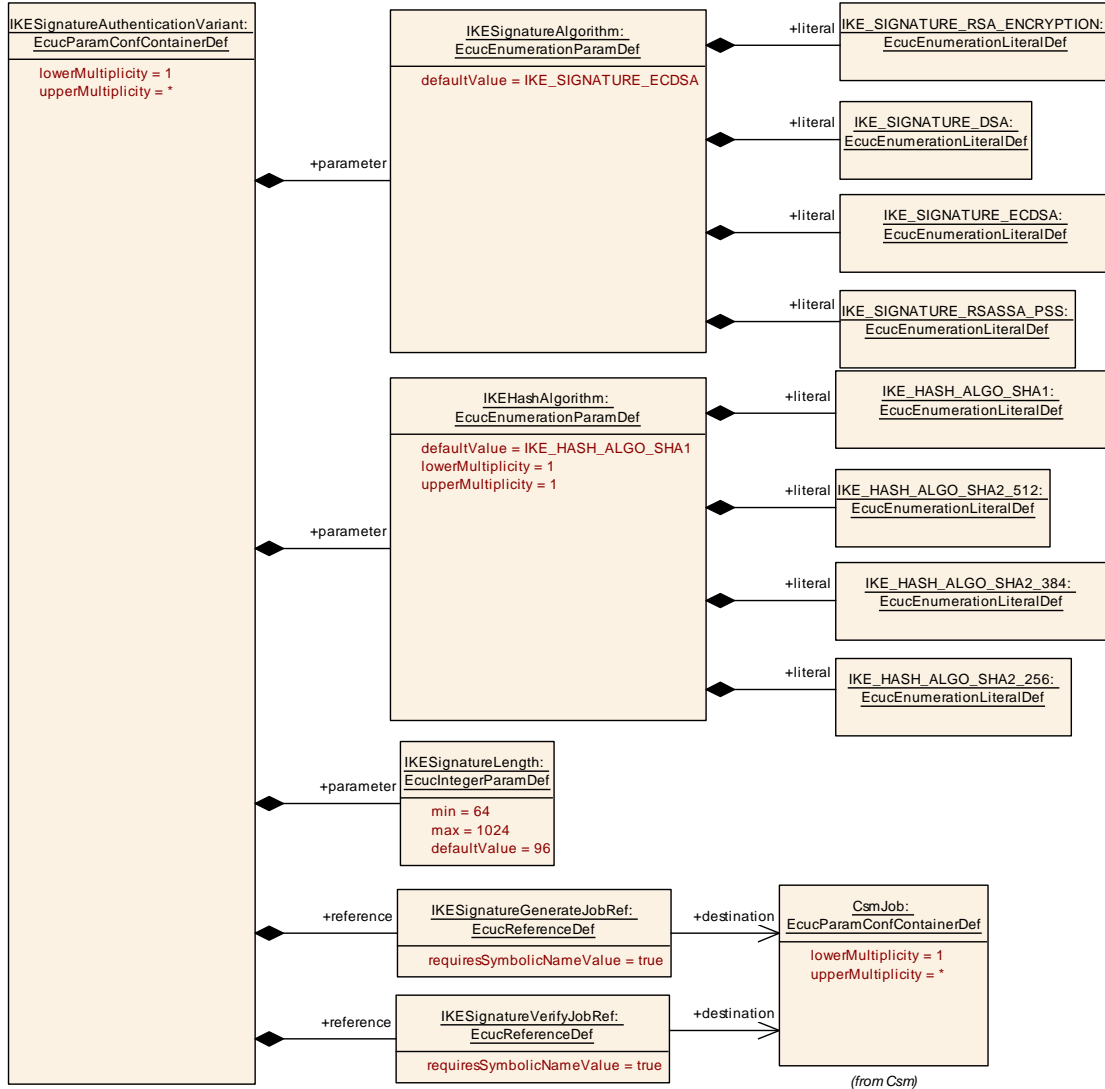 IKESignatureAuthenticationVariant:
EcucParamConfContainerDef
lowerMultiplicity = 1
upperMultiplicity = *
+parameter
IKESignatureAlgorithm:
EcucEnumerationParamDef
defaultValue = IKE_SIGNATURE_ECDSA
+literal
IKE_SIGNATURE_RSA_ENCRYPTION:
EcucEnumerationLiteralDef
+literal
IKE_SIGNATURE_DSA:
EcucEnumerationLiteralDef
+literal
IKE_SIGNATURE_ECDSA:
EcucEnumerationLiteralDef
+literal
IKE_SIGNATURE_RSASSA_PSS:
EcucEnumerationLiteralDef
+parameter
IKEHashAlgorithm:
EcucEnumerationParamDef
defaultValue = IKE_HASH_ALGO_SHA1
lowerMultiplicity = 1
upperMultiplicity = 1
+literal
IKE_HASH_ALGO_SHA1:
EcucEnumerationLiteralDef
+literal
IKE_HASH_ALGO_SHA2_512:
EcucEnumerationLiteralDef
+literal
IKE_HASH_ALGO_SHA2_384:
EcucEnumerationLiteralDef
+literal
IKE_HASH_ALGO_SHA2_256:
EcucEnumerationLiteralDef
+parameter
IKESignatureLength:
EcucIntegerParamDef
min = 64
max = 1024
defaultValue = 96
+reference
IKESignatureGenerateJobRef:
EcucReferenceDef
requiresSymbolicNameValue = true
+destination
CsmJob:
EcucParamConfContainerDef
lowerMultiplicity = 1
upperMultiplicity = *
+reference
IKESignatureVerifyJobRef:
EcucReferenceDef
requiresSymbolicNameValue = true
+destination
(from Csm)